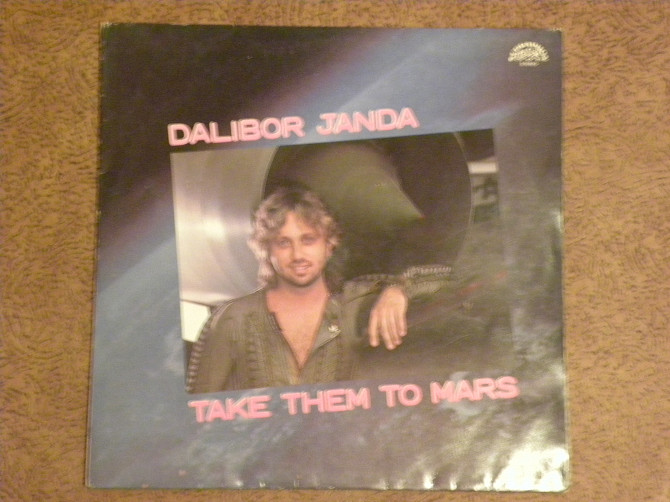 DALIBOR JANDA
TAKE THEM TO MARS